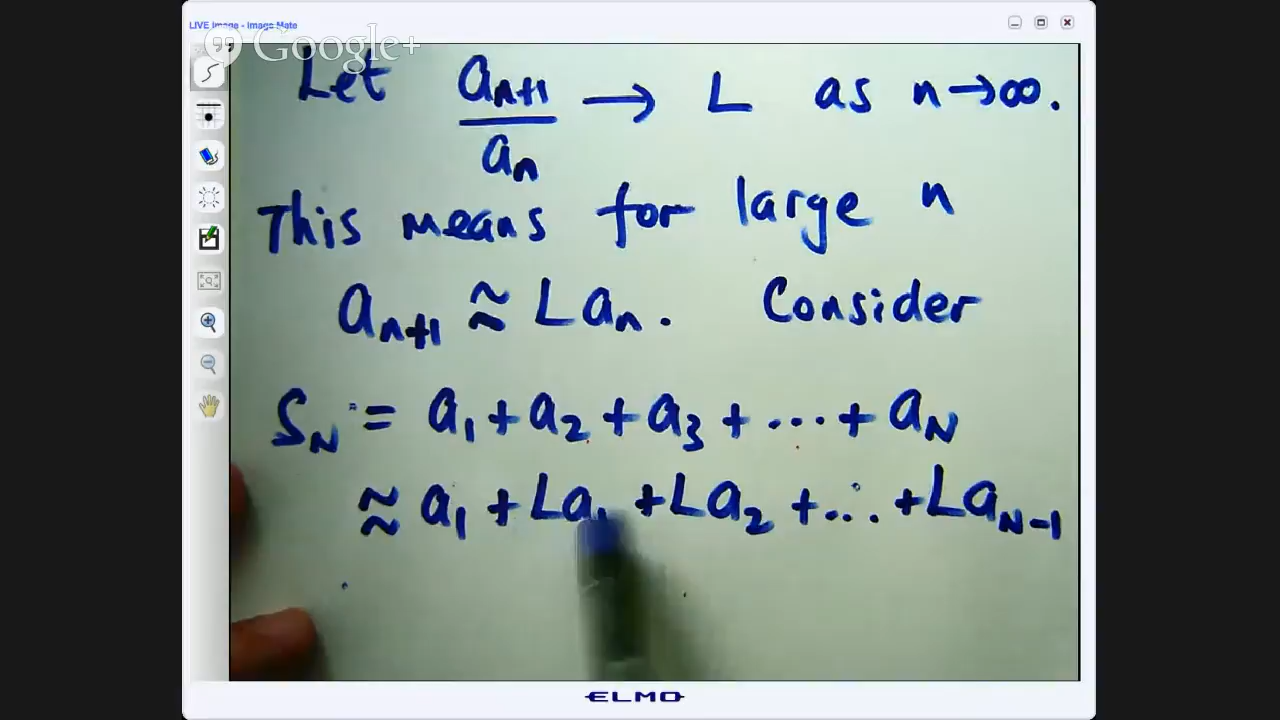 LIVE Image - Image Mate
Google+
Let a_{n+1}/a_n → L as n→∞.
This means for large n
a_{n+1} ≈ La_n. Consider
S_N = a_1 + a_2 + a_3 + ... + a_N
≈ a_1 + La_1 + La_2 + ... + La_{N-1}
ELMO